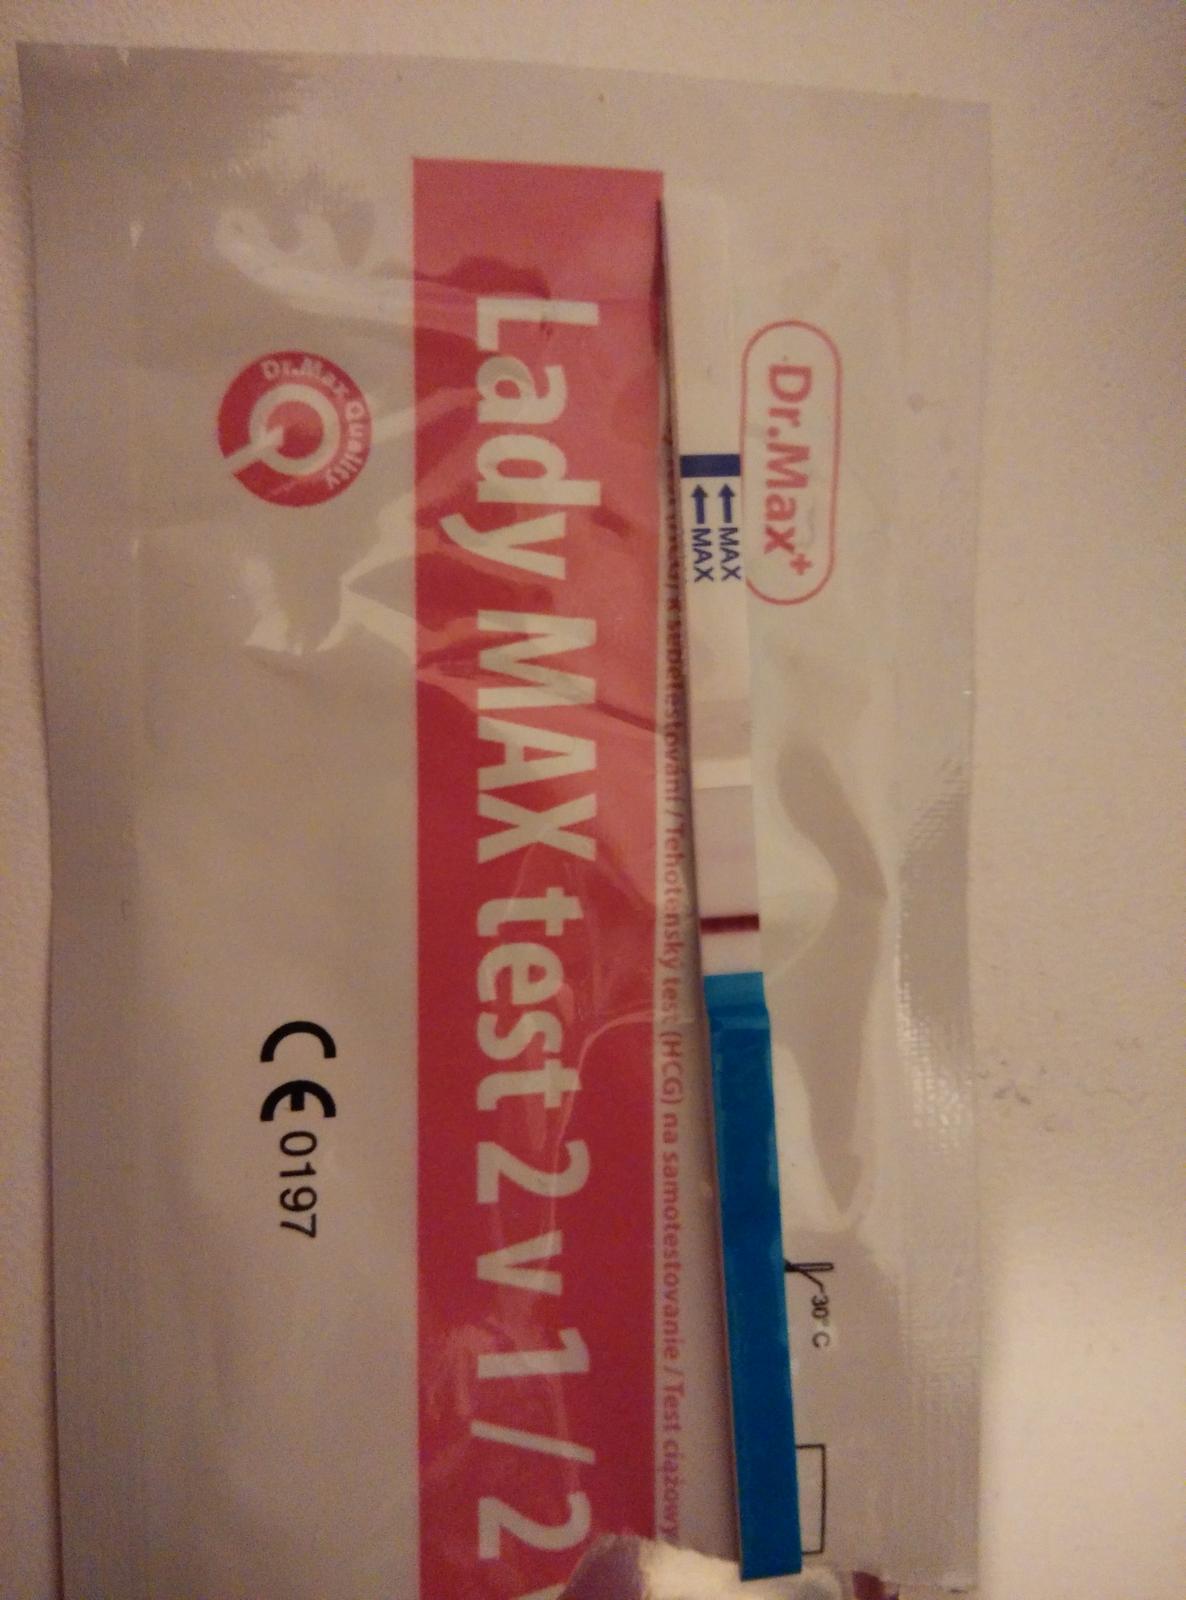 Dr.Max+
MAX
MAX
Tehotenský test (HCG) na samotestovanie / Test ciążowy
Lady MAX test 2 v 1 / 2
Dr.Max Quality
CE 0197
30° C